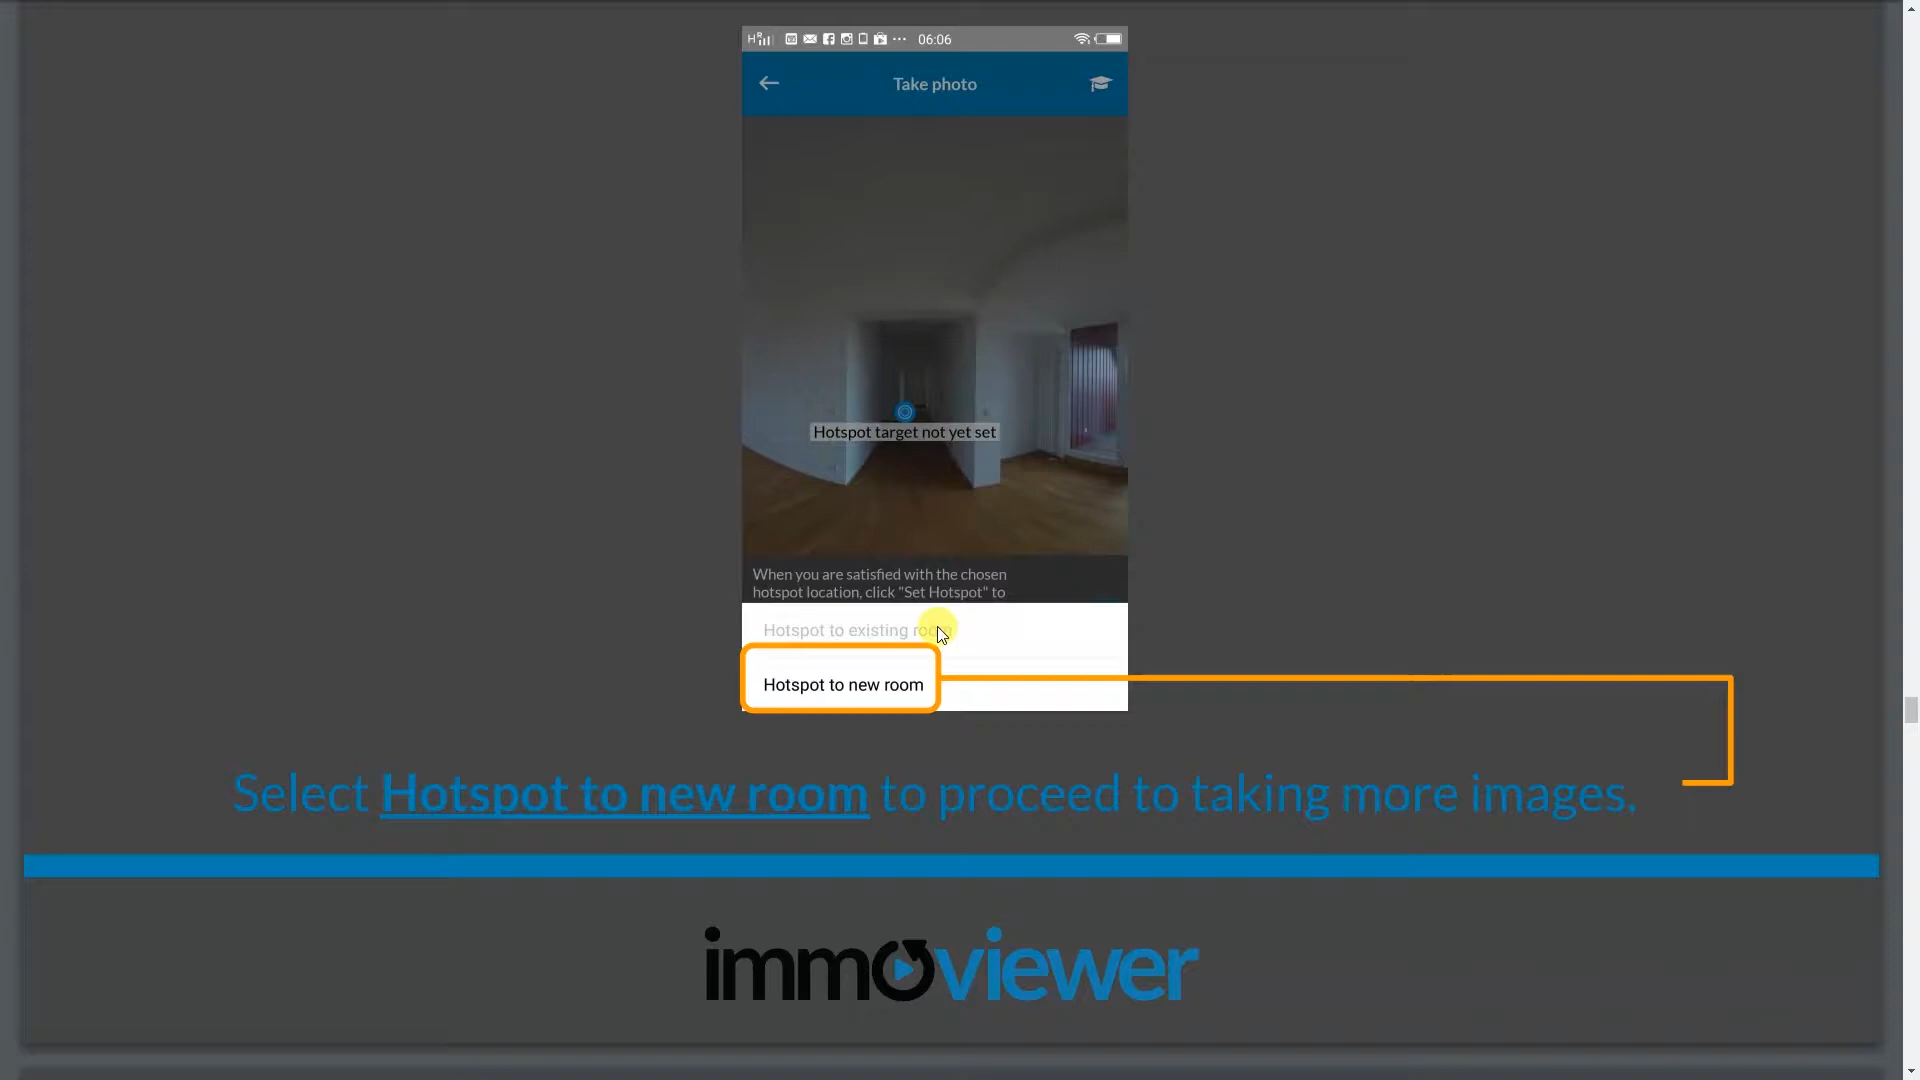 06:06
Take photo
Hotspot target not yet set
When you are satisfied with the chosen
hotspot location, click "Set Hotspot" to
Hotspot to existing room
Hotspot to new room
Select Hotspot to new room to proceed to taking more images.
immoviewer